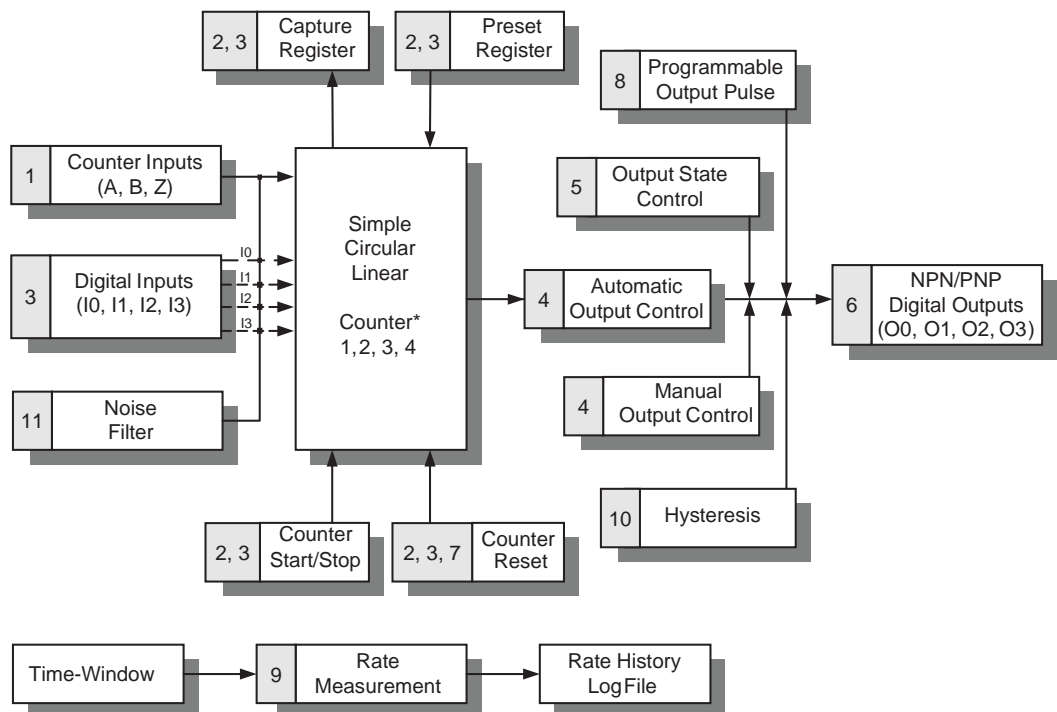 2, 3
Capture
Register
2, 3
Preset
Register
8
Programmable
Output Pulse
1
Counter Inputs
(A, B, Z)
5
Output State
Control
3
Digital Inputs
(I0, I1, I2, I3)
I0
I1
I2
I3
Simple
Circular
Linear
Counter*
1, 2, 3, 4
4
Automatic
Output Control
6
NPN/PNP
Digital Outputs
(O0, O1, O2, O3)
11
Noise
Filter
4
Manual
Output Control
2, 3
Counter
Start/Stop
2, 3, 7
Counter
Reset
10
Hysteresis
Time-Window
9
Rate
Measurement
Rate History
Log File